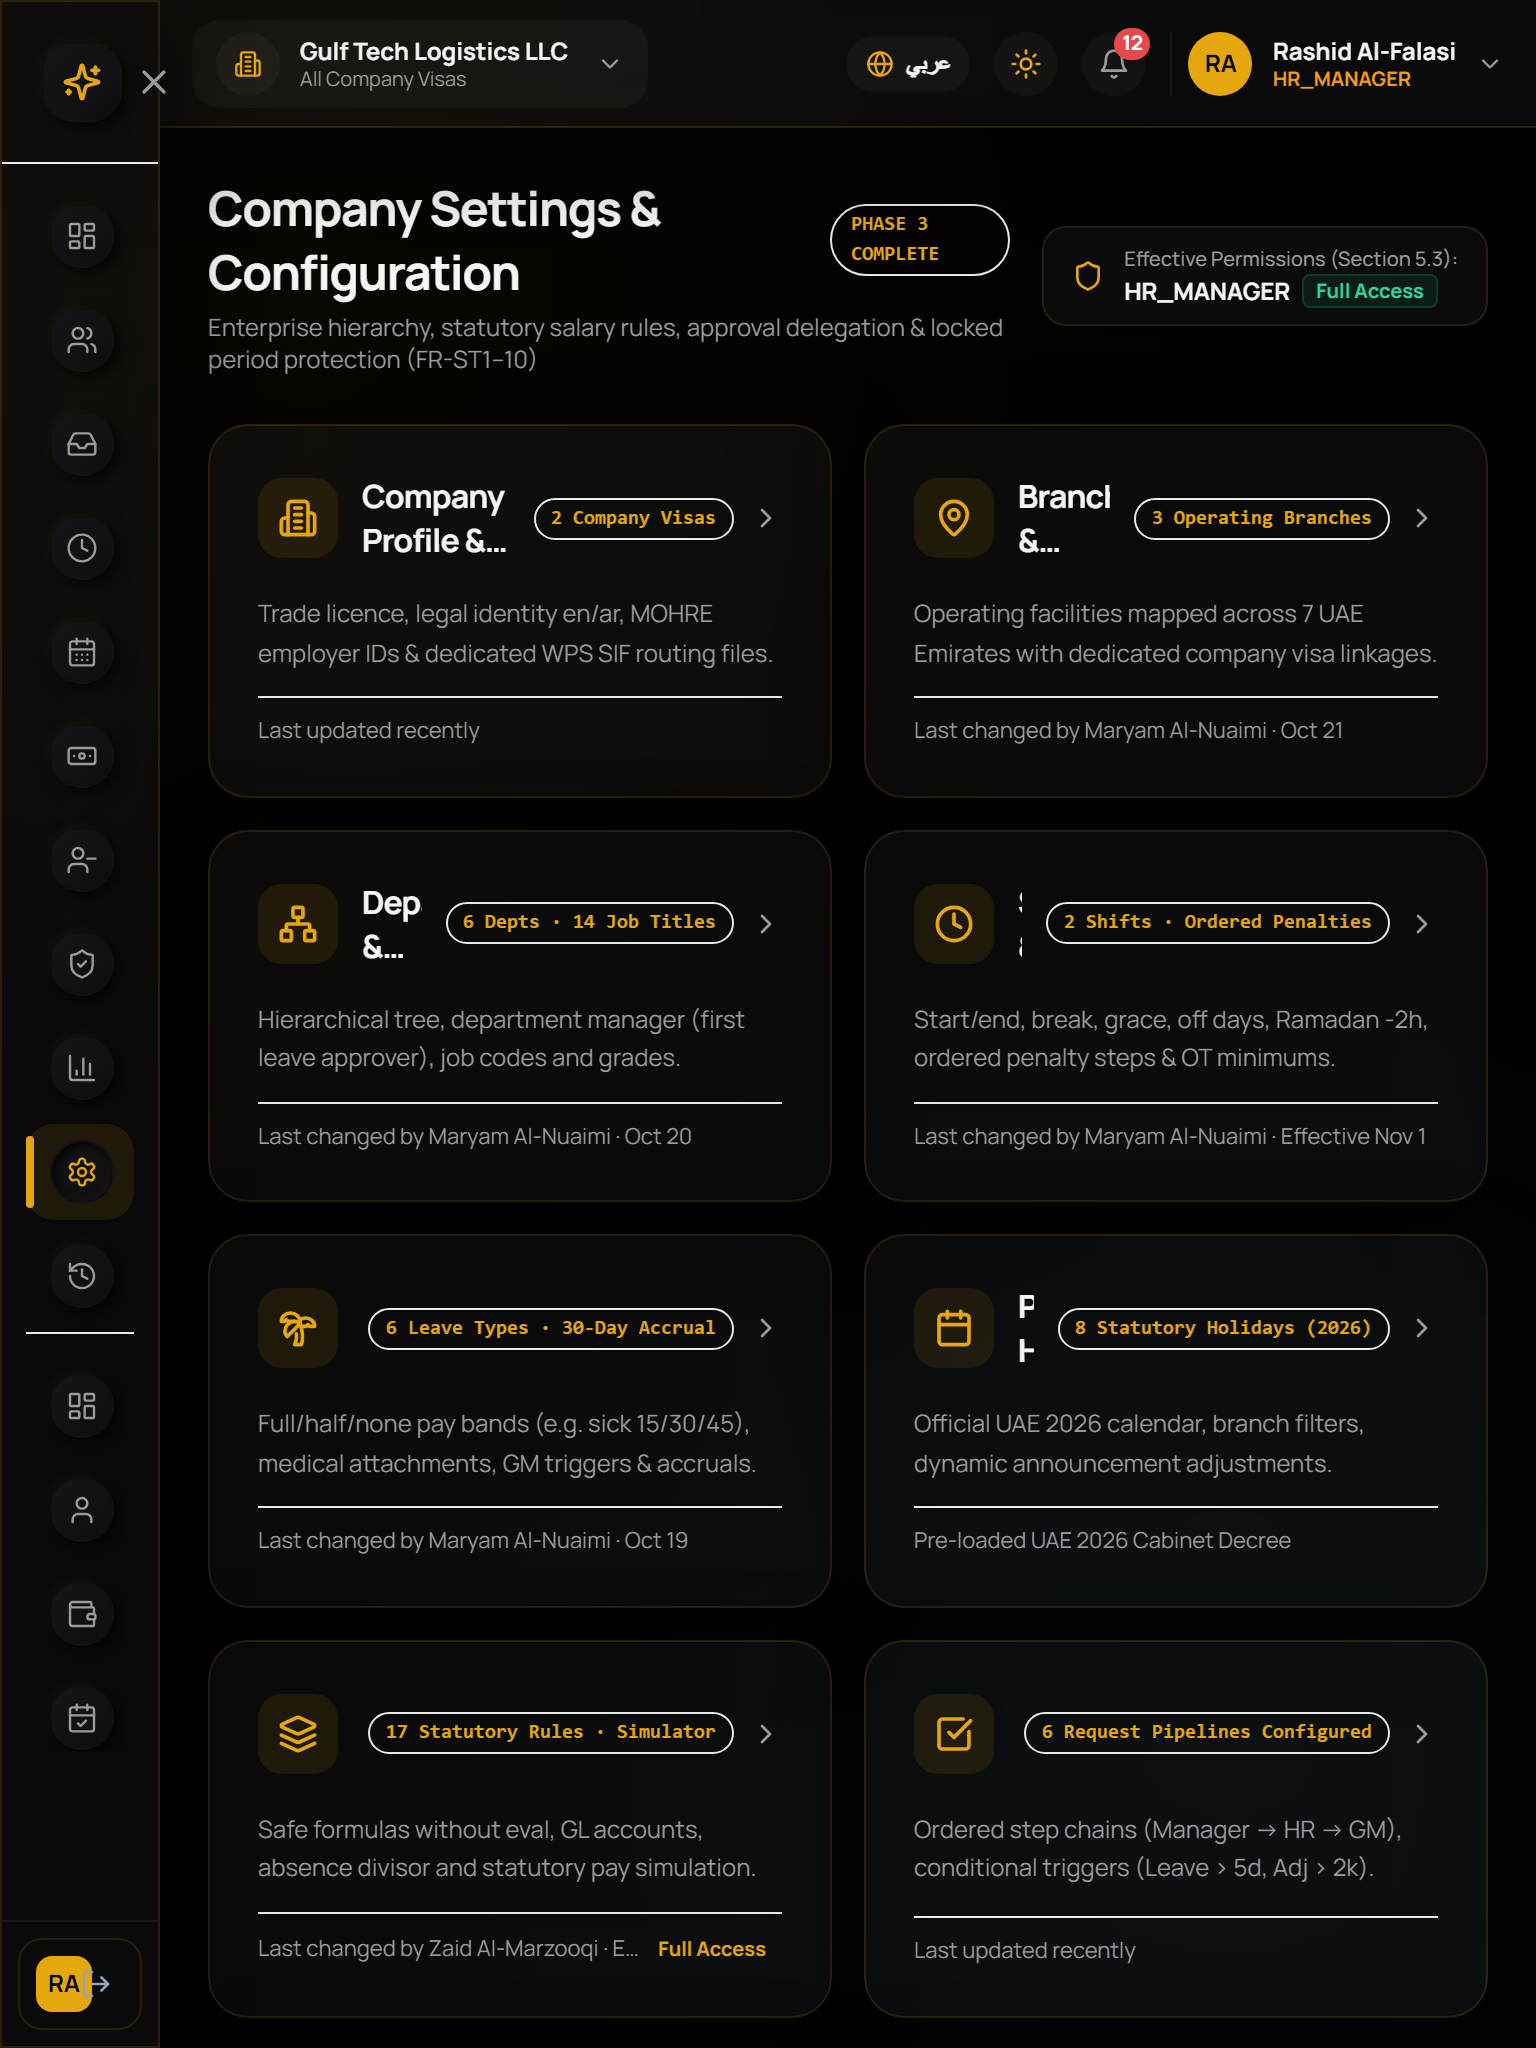 Gulf Tech Logistics LLC
All Company Visas
عربي
12
RA
Rashid Al-Falasi
HR_MANAGER
Company Settings &
Configuration
PHASE 3
COMPLETE
Enterprise hierarchy, statutory salary rules, approval delegation & locked
period protection (FR-ST1–10)
Effective Permissions (Section 5.3):
HR_MANAGER Full Access
Company
Profile &...
2 Company Visas
Trade licence, legal identity en/ar, MOHRE
employer IDs & dedicated WPS SIF routing files.
Last updated recently
&...
3 Operating Branches
Operating facilities mapped across 7 UAE
Emirates with dedicated company visa linkages.
Last changed by Maryam Al-Nuaimi · Oct 21
Dep
&...
6 Depts · 14 Job Titles
Hierarchical tree, department manager (first
leave approver), job codes and grades.
Last changed by Maryam Al-Nuaimi · Oct 20
2 Shifts · Ordered Penalties
Start/end, break, grace, off days, Ramadan -2h,
ordered penalty steps & OT minimums.
Last changed by Maryam Al-Nuaimi · Effective Nov 1
6 Leave Types · 30-Day Accrual
Full/half/none pay bands (e.g. sick 15/30/45),
medical attachments, GM triggers & accruals.
Last changed by Maryam Al-Nuaimi · Oct 19
P
H
8 Statutory Holidays (2026)
Official UAE 2026 calendar, branch filters,
dynamic announcement adjustments.
Pre-loaded UAE 2026 Cabinet Decree
17 Statutory Rules · Simulator
Safe formulas without eval, GL accounts,
absence divisor and statutory pay simulation.
Last changed by Zaid Al-Marzooqi · E... Full Access
6 Request Pipelines Configured
Ordered step chains (Manager → HR → GM),
conditional triggers (Leave > 5d, Adj > 2k).
Last updated recently
RA